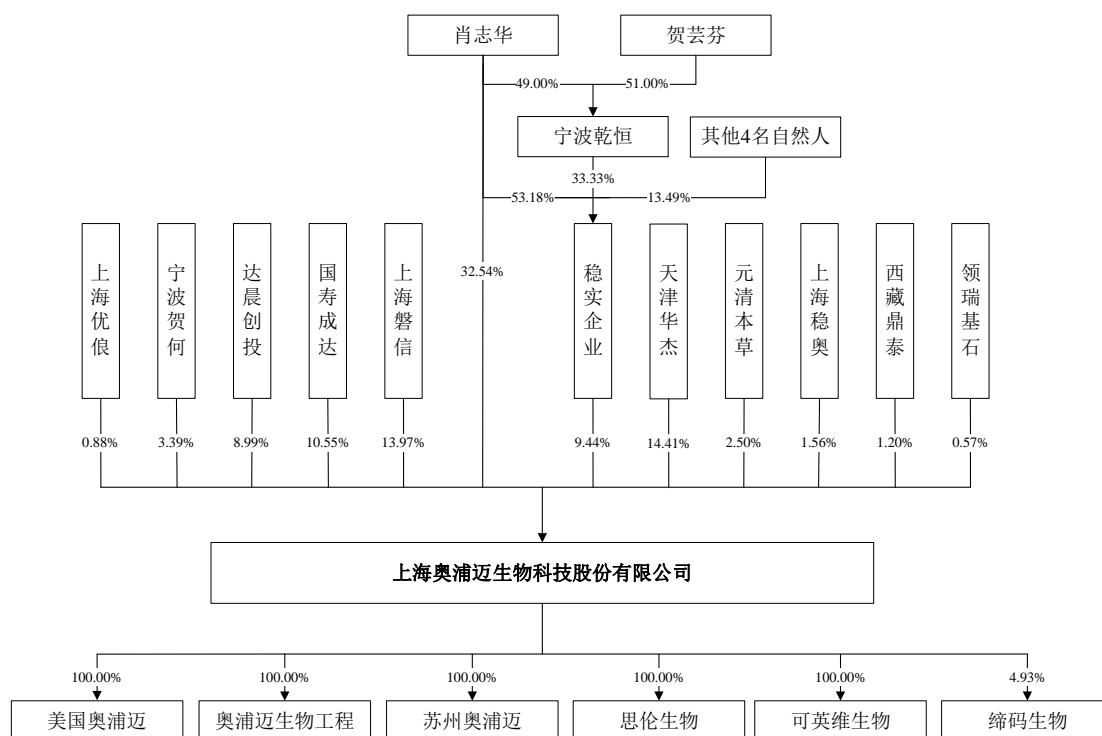 肖志华
贺芸芬
49.00%
51.00%
宁波乾恒
其他4名自然人
33.33%
53.18%
13.49%
上海优俍
宁波贺何
达晨创投
国寿成达
上海磐信
32.54%
稳实企业
天津华杰
元清本草
上海稳奥
西藏鼎泰
领瑞基石
0.88%
3.39%
8.99%
10.55%
13.97%
9.44%
14.41%
2.50%
1.56%
1.20%
0.57%
上海奥浦迈生物科技股份有限公司
100.00%
100.00%
100.00%
100.00%
100.00%
4.93%
美国奥浦迈
奥浦迈生物工程
苏州奥浦迈
思伦生物
可英维生物
缔码生物